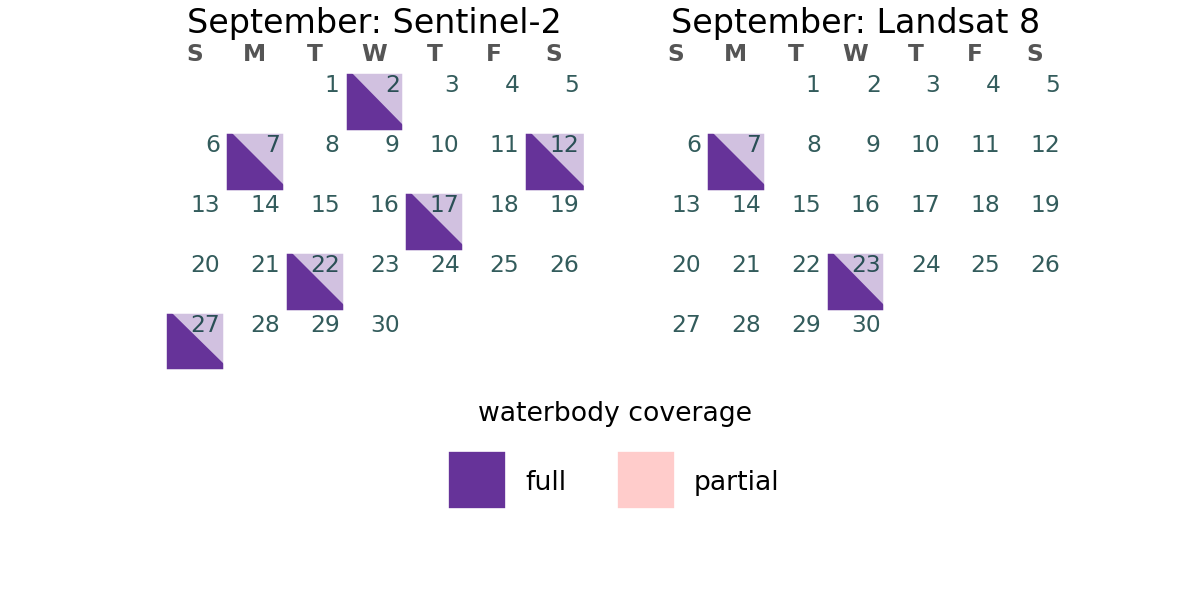 September: Sentinel-2
S M T W T F S
1 2 3 4 5
6 7 8 9 10 11 12
13 14 15 16 17 18 19
20 21 22 23 24 25 26
27 28 29 30
September: Landsat 8
S M T W T F S
1 2 3 4 5
6 7 8 9 10 11 12
13 14 15 16 17 18 19
20 21 22 23 24 25 26
27 28 29 30
waterbody coverage
full
partial